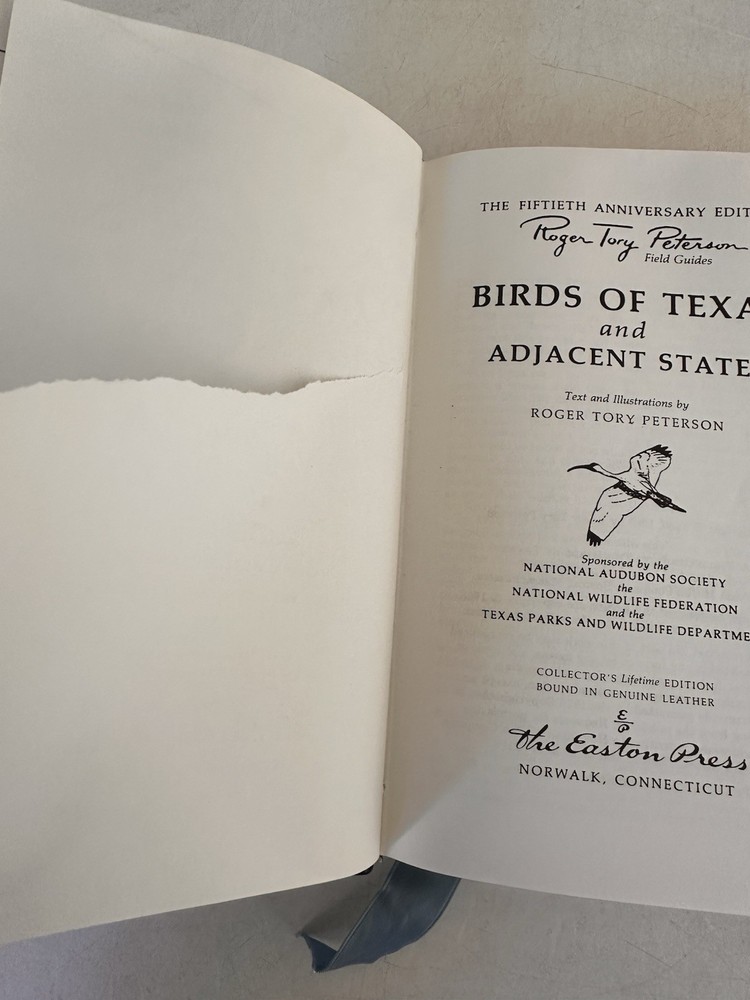 THE FIFTIETH ANNIVERSARY EDIT
Roger Tory Peterson
Field Guides
BIRDS OF TEXA
and
ADJACENT STATE
Text and Illustrations by
ROGER TORY PETERSON
Sponsored by the
NATIONAL AUDUBON SOCIETY
the
NATIONAL WILDLIFE FEDERATION
and the
TEXAS PARKS AND WILDLIFE DEPARTME
COLLECTOR'S Lifetime EDITION
BOUND IN GENUINE LEATHER
E
P
The Easton Press
NORWALK, CONNECTICUT